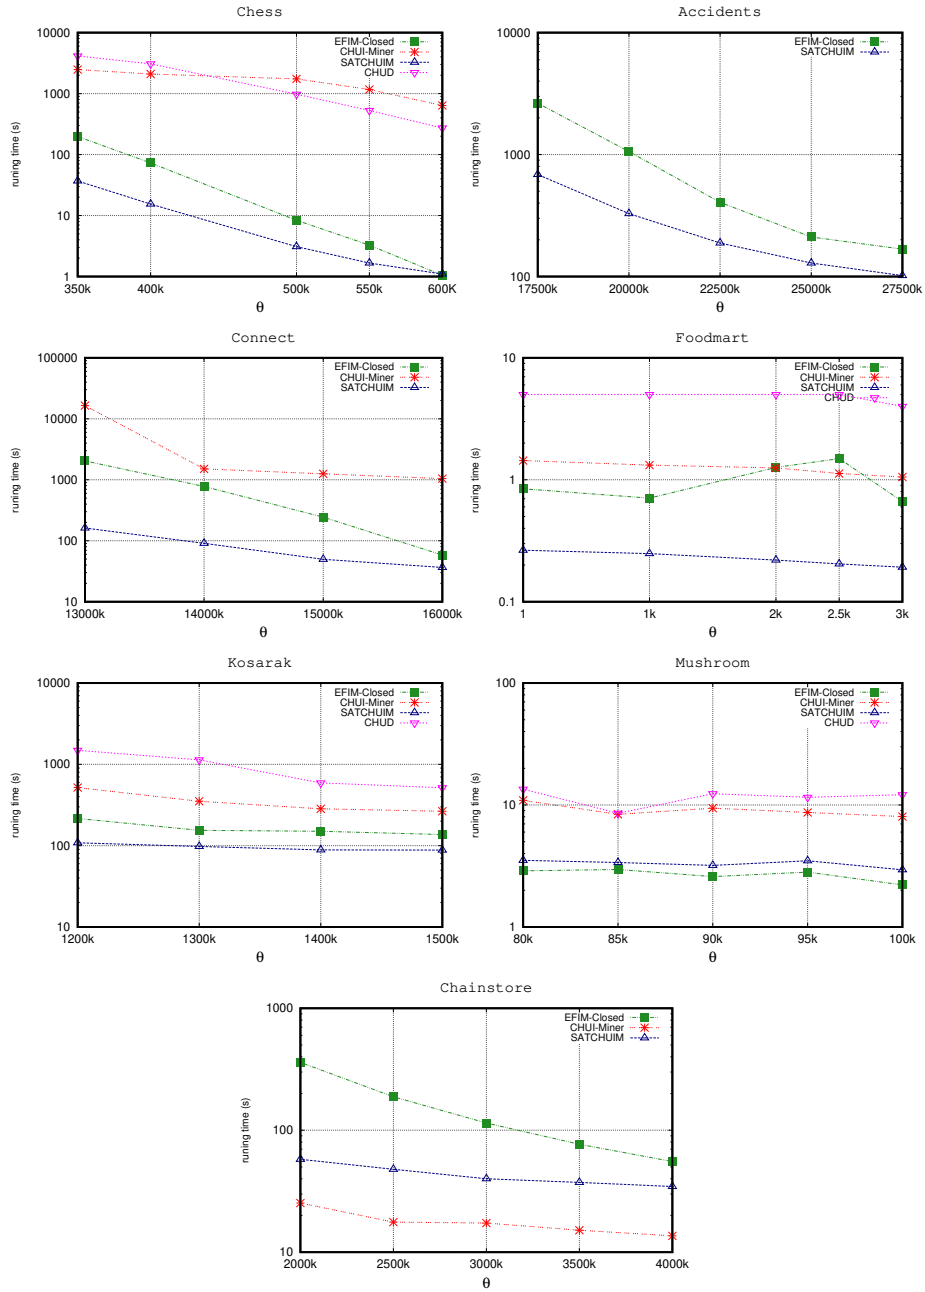 Chess
10000
1000
100
10
1
runing time (s)
350k 400k 500k 550k 600K
θ
EFIM-Closed
CHUI-Miner
SATCHUIM
CHUD
Accidents
10000
1000
100
runing time (s)
17500k 20000k 22500k 25000k 27500k
θ
EFIM-Closed
SATCHUIM
Connect
100000
10000
1000
100
10
runing time (s)
13000k 14000k 15000k 16000k
θ
EFIM-Closed
CHUI-Miner
SATCHUIM
Foodmart
10
1
0.1
runing time (s)
1 1k 2k 2.5k 3k
θ
EFIM-Closed
CHUI-Miner
SATCHUIM
CHUD
Kosarak
10000
1000
100
10
runing time (s)
1200k 1300k 1400k 1500k
θ
EFIM-Closed
CHUI-Miner
SATCHUIM
CHUD
Mushroom
100
10
1
runing time (s)
80k 85k 90k 95k 100k
θ
EFIM-Closed
CHUI-Miner
SATCHUIM
CHUD
Chainstore
1000
100
10
runing time (s)
2000k 2500k 3000k 3500k 4000k
θ
EFIM-Closed
CHUI-Miner
SATCHUIM